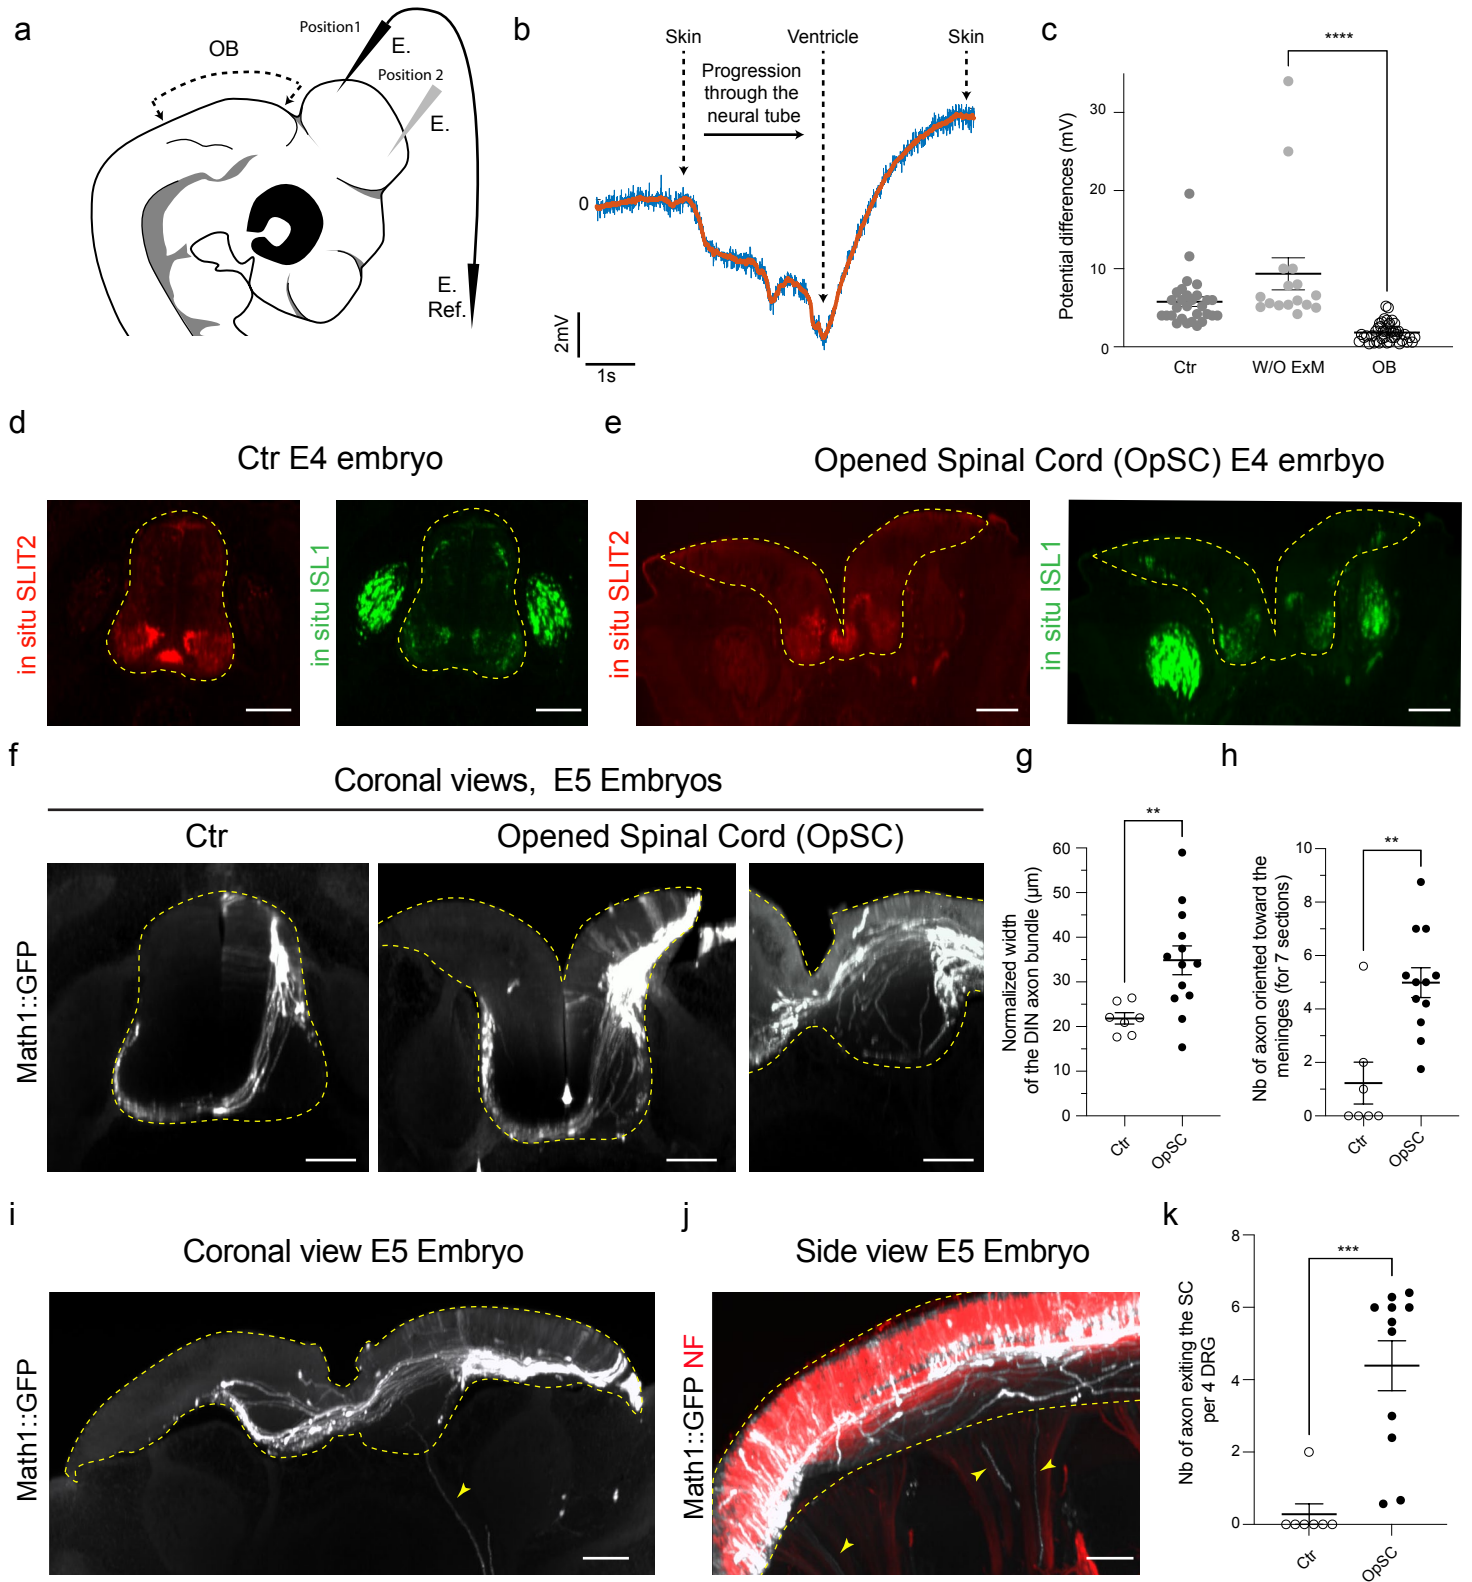 a
OB
Position1
E.
Position 2
E.
E.
Ref.
b
Skin
Ventricle
Skin
Progression
through the
neural tube
0
2mV
1s
c
****
Potential differences (mV)
30
20
10
0
Ctr
W/O ExM
OB
d
Ctr E4 embryo
in situ SLIT2
in situ ISL1
e
Opened Spinal Cord (OpSC) E4 emrbyo
in situ SLIT2
in situ ISL1
f
Coronal views, E5 Embryos
Ctr
Opened Spinal Cord (OpSC)
Math1::GFP
g
**
Normalized width
of the DIN axon bundle (μm)
60
50
40
30
20
10
0
Ctr
OpSC
h
**
Nb of axon oriented toward the
meninges (for 7 sections)
10
8
6
4
2
0
Ctr
OpSC
i
Coronal view E5 Embryo
Math1::GFP
j
Side view E5 Embryo
Math1::GFP NF
k
***
Nb of axon exiting the SC
per 4 DRG
8
6
4
2
0
Ctr
OpSC